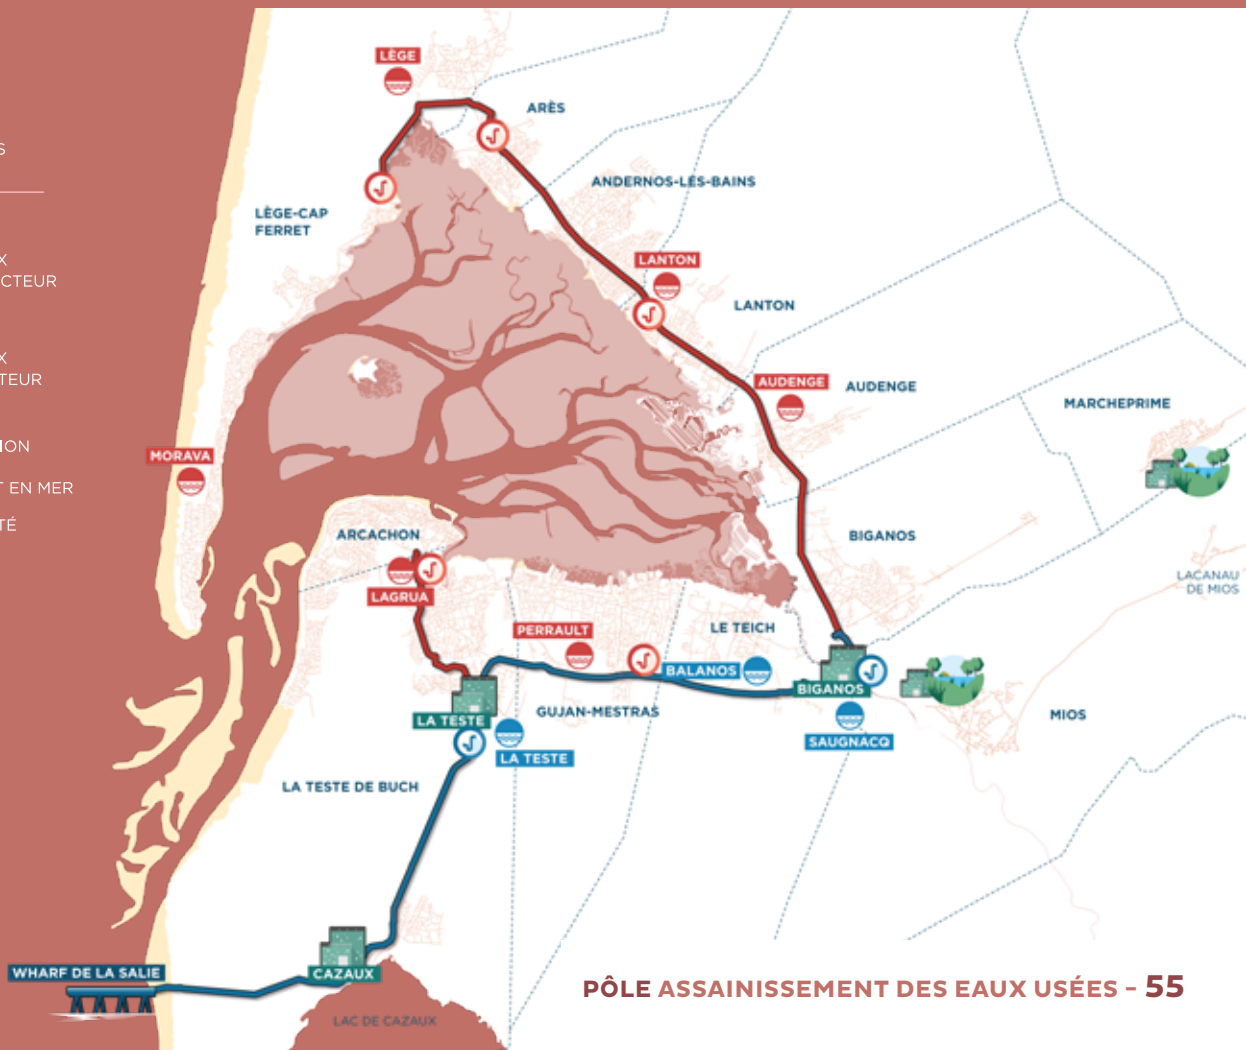 LÈGE
ARÈS
S
ANDERNOS-LÈS-BAINS
LÈGE-CAP
FERRET
X
CTEUR
LANTON
LANTON
X
TEUR
AUDENGE
AUDENGE
MARCHEPRIME
ION
MORAVA
T EN MER
TÉ
ARCACHON
BIGANOS
LACANAU
DE MIOS
LAGRUA
PERRAULT
LE TEICH
BALANOS
BIGANOS
GUJAN-MESTRAS
LA TESTE
MIOS
SAUGNACQ
LA TESTE
LA TESTE DE BUCH
WHARF DE LA SALIE
CAZAUX
PÔLE ASSAINISSEMENT DES EAUX USÉES - 55
LAC DE CAZAUX